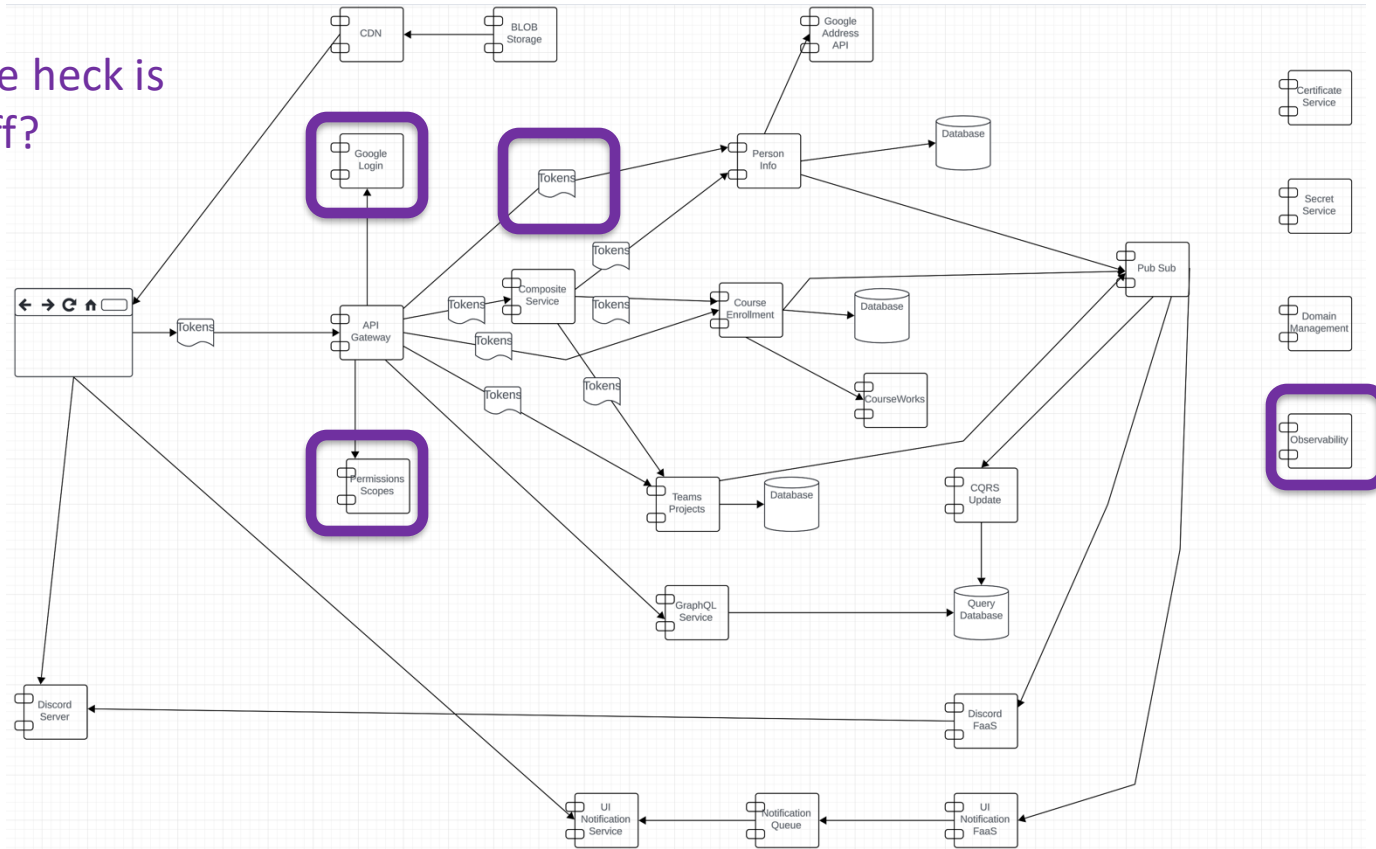 e heck is
ff?
CDN
BLOB
Storage
Google
Address
API
Certificate
Service
Google
Login
Tokens
Person
Info
Database
Secret
Service
Tokens
Pub Sub
Composite
Service
Tokens
Tokens
Course
Enrollment
Database
Domain
Management
Tokens
API
Gateway
Tokens
Tokens
Tokens
CourseWorks
Observability
Permissions
Scopes
Teams
Projects
Database
CQRS
Update
GraphQL
Service
Query
Database
Discord
Server
Discord
FaaS
UI
Notification
Service
Notification
Queue
UI
Notification
FaaS